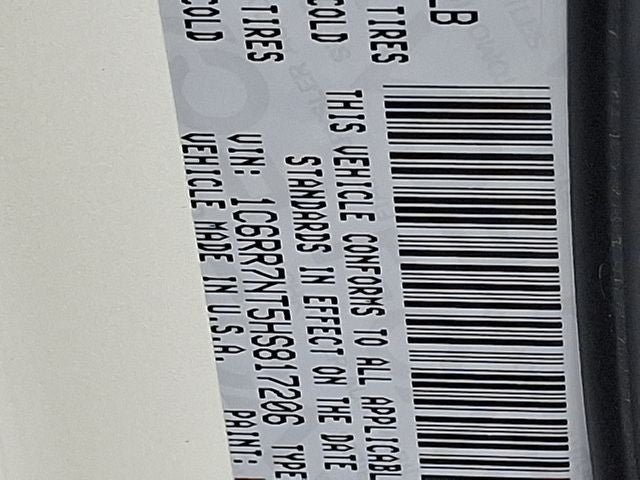 LB
TIRES
COLD
TIRES
COLD
THIS VEHICLE CONFORMS TO ALL APPLICABL
STANDARDS IN EFFECT ON THE DATE
VIN: 1C6RR7NT5HS817206 TYPE
VEHICLE MADE IN U.S.A. PAINT: